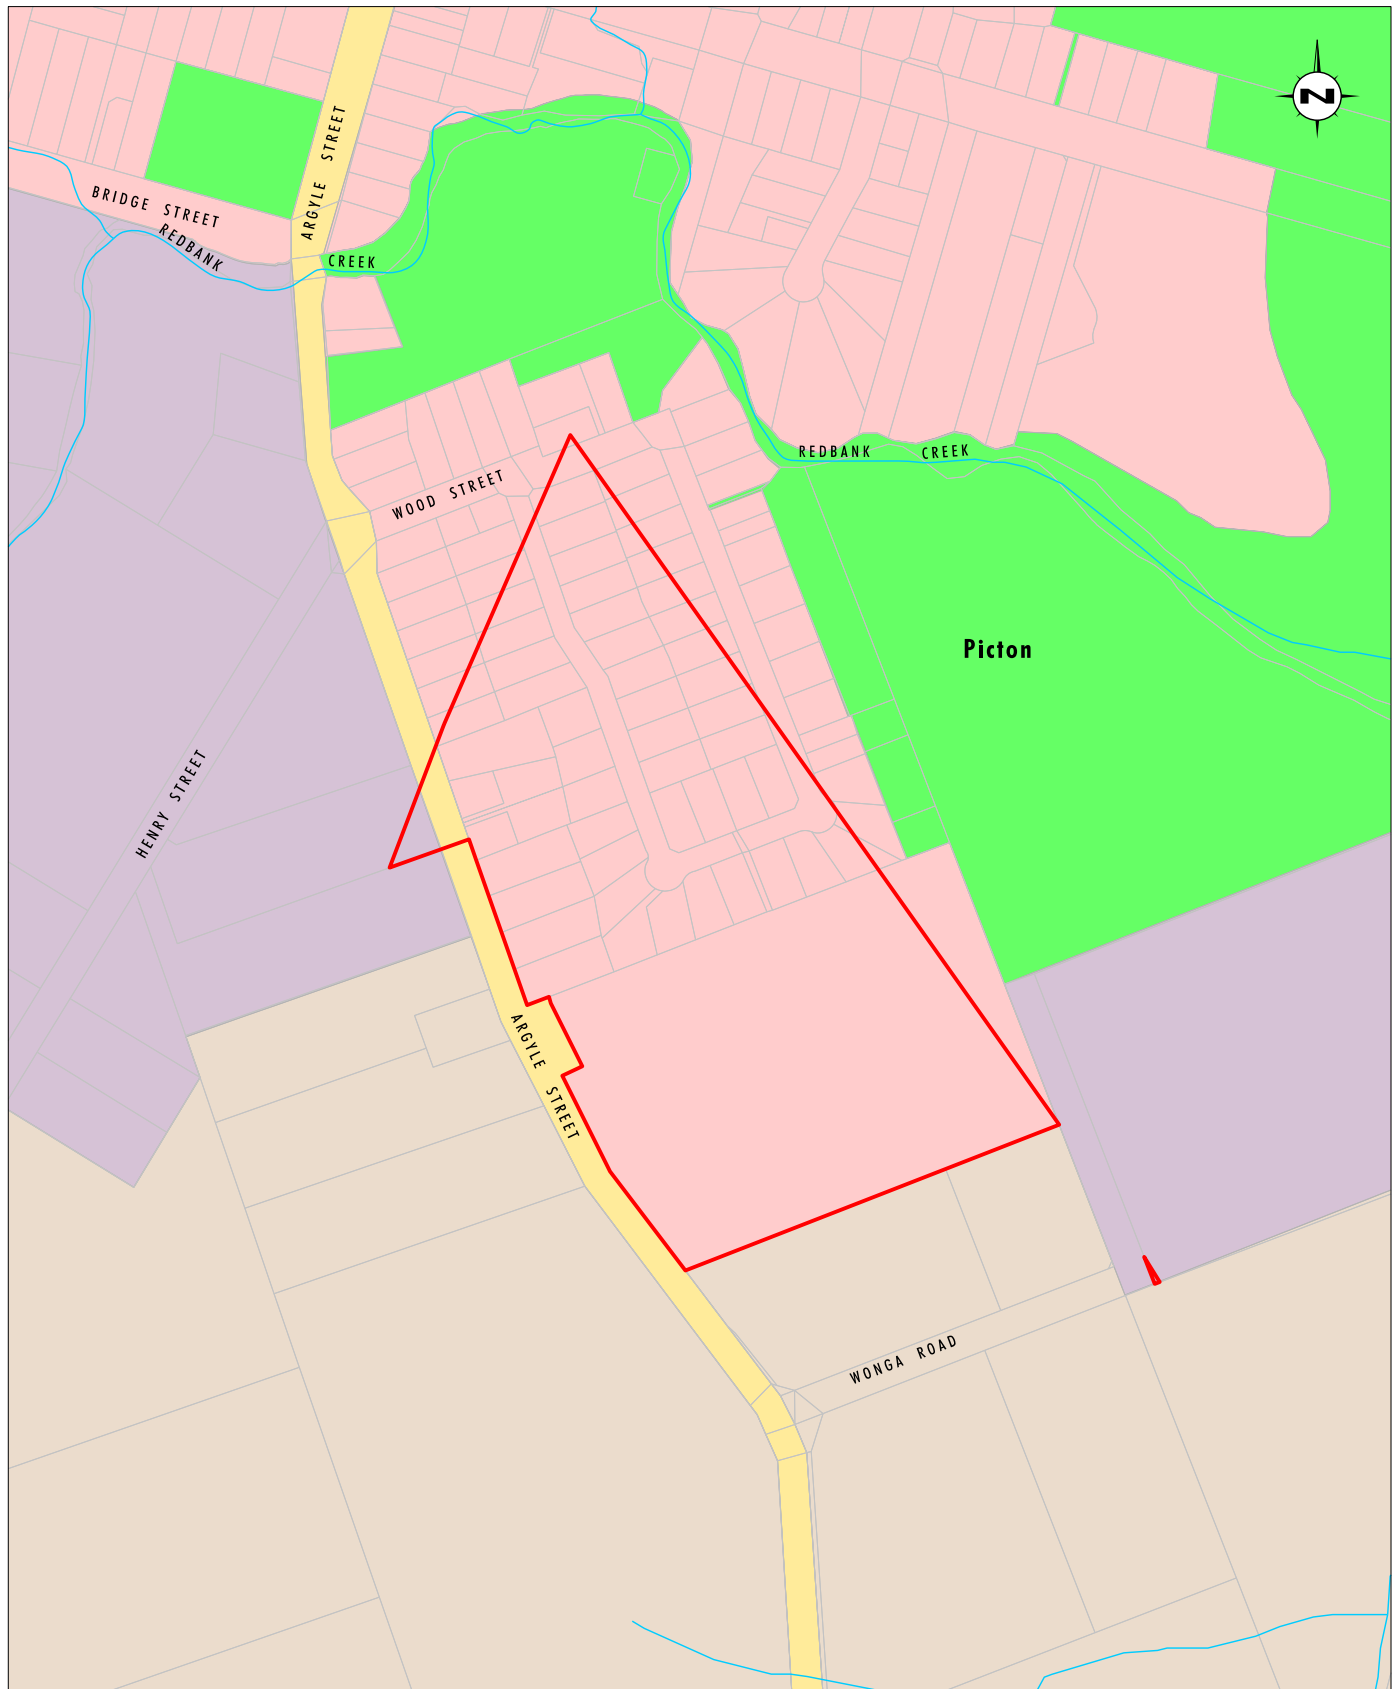 ARGYLE STREET
N
BRIDGE STREET
REDBANK
CREEK
REDBANK CREEK
WOOD STREET
Picton
HENRY STREET
ARGYLE STREET
WONGA ROAD